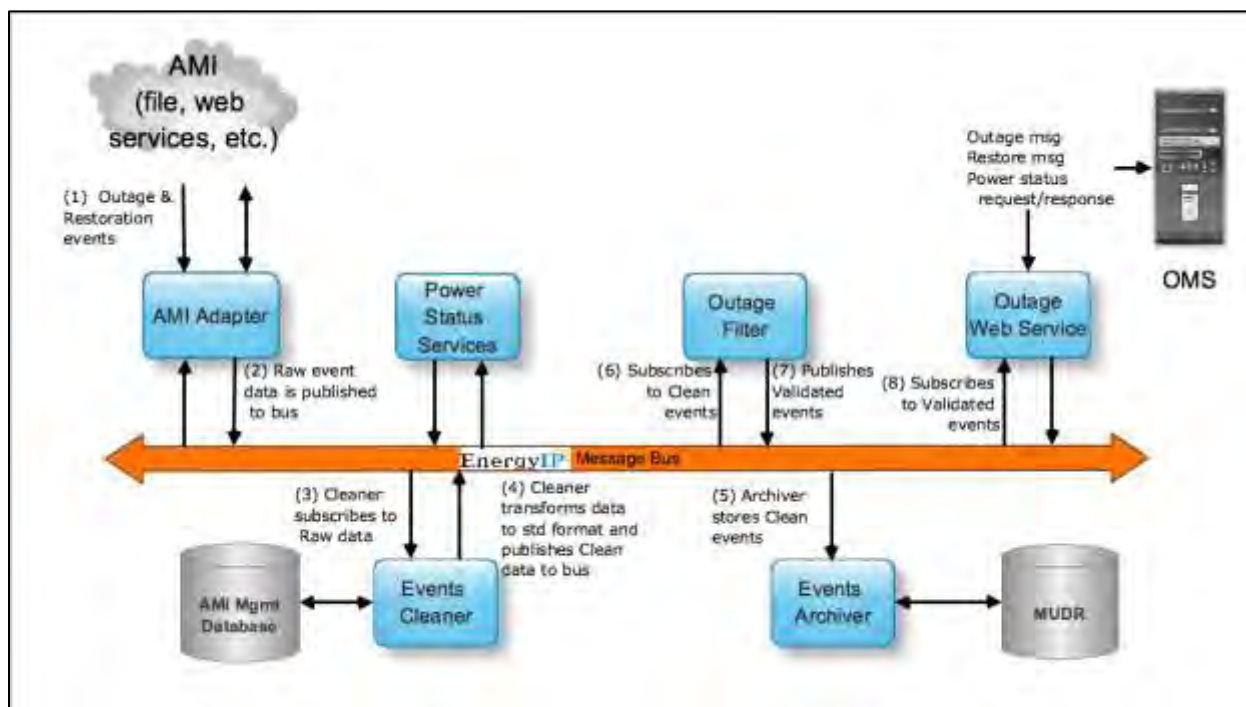 AMI
(file, web
services, etc.)
(1) Outage &
Restoration
events
Outage msg
Restore msg
Power status
request/response
OMS
AMI Adapter
Power
Status
Services
Outage
Filter
Outage
Web Service
(2) Raw event
data is published
to bus
(6) Subscribes
to Clean
events
(7) Publishes
Validated
events
(8) Subscribes
to Validated
events
EnergyIP Message Bus
(3) Cleaner
subscribes to
Raw data
(4) Cleaner
transforms data
to std format and
publishes Clean
data to bus
(5) Archiver
stores Clean
events
AMI Mgmt
Database
Events
Cleaner
Events
Archiver
MUDR